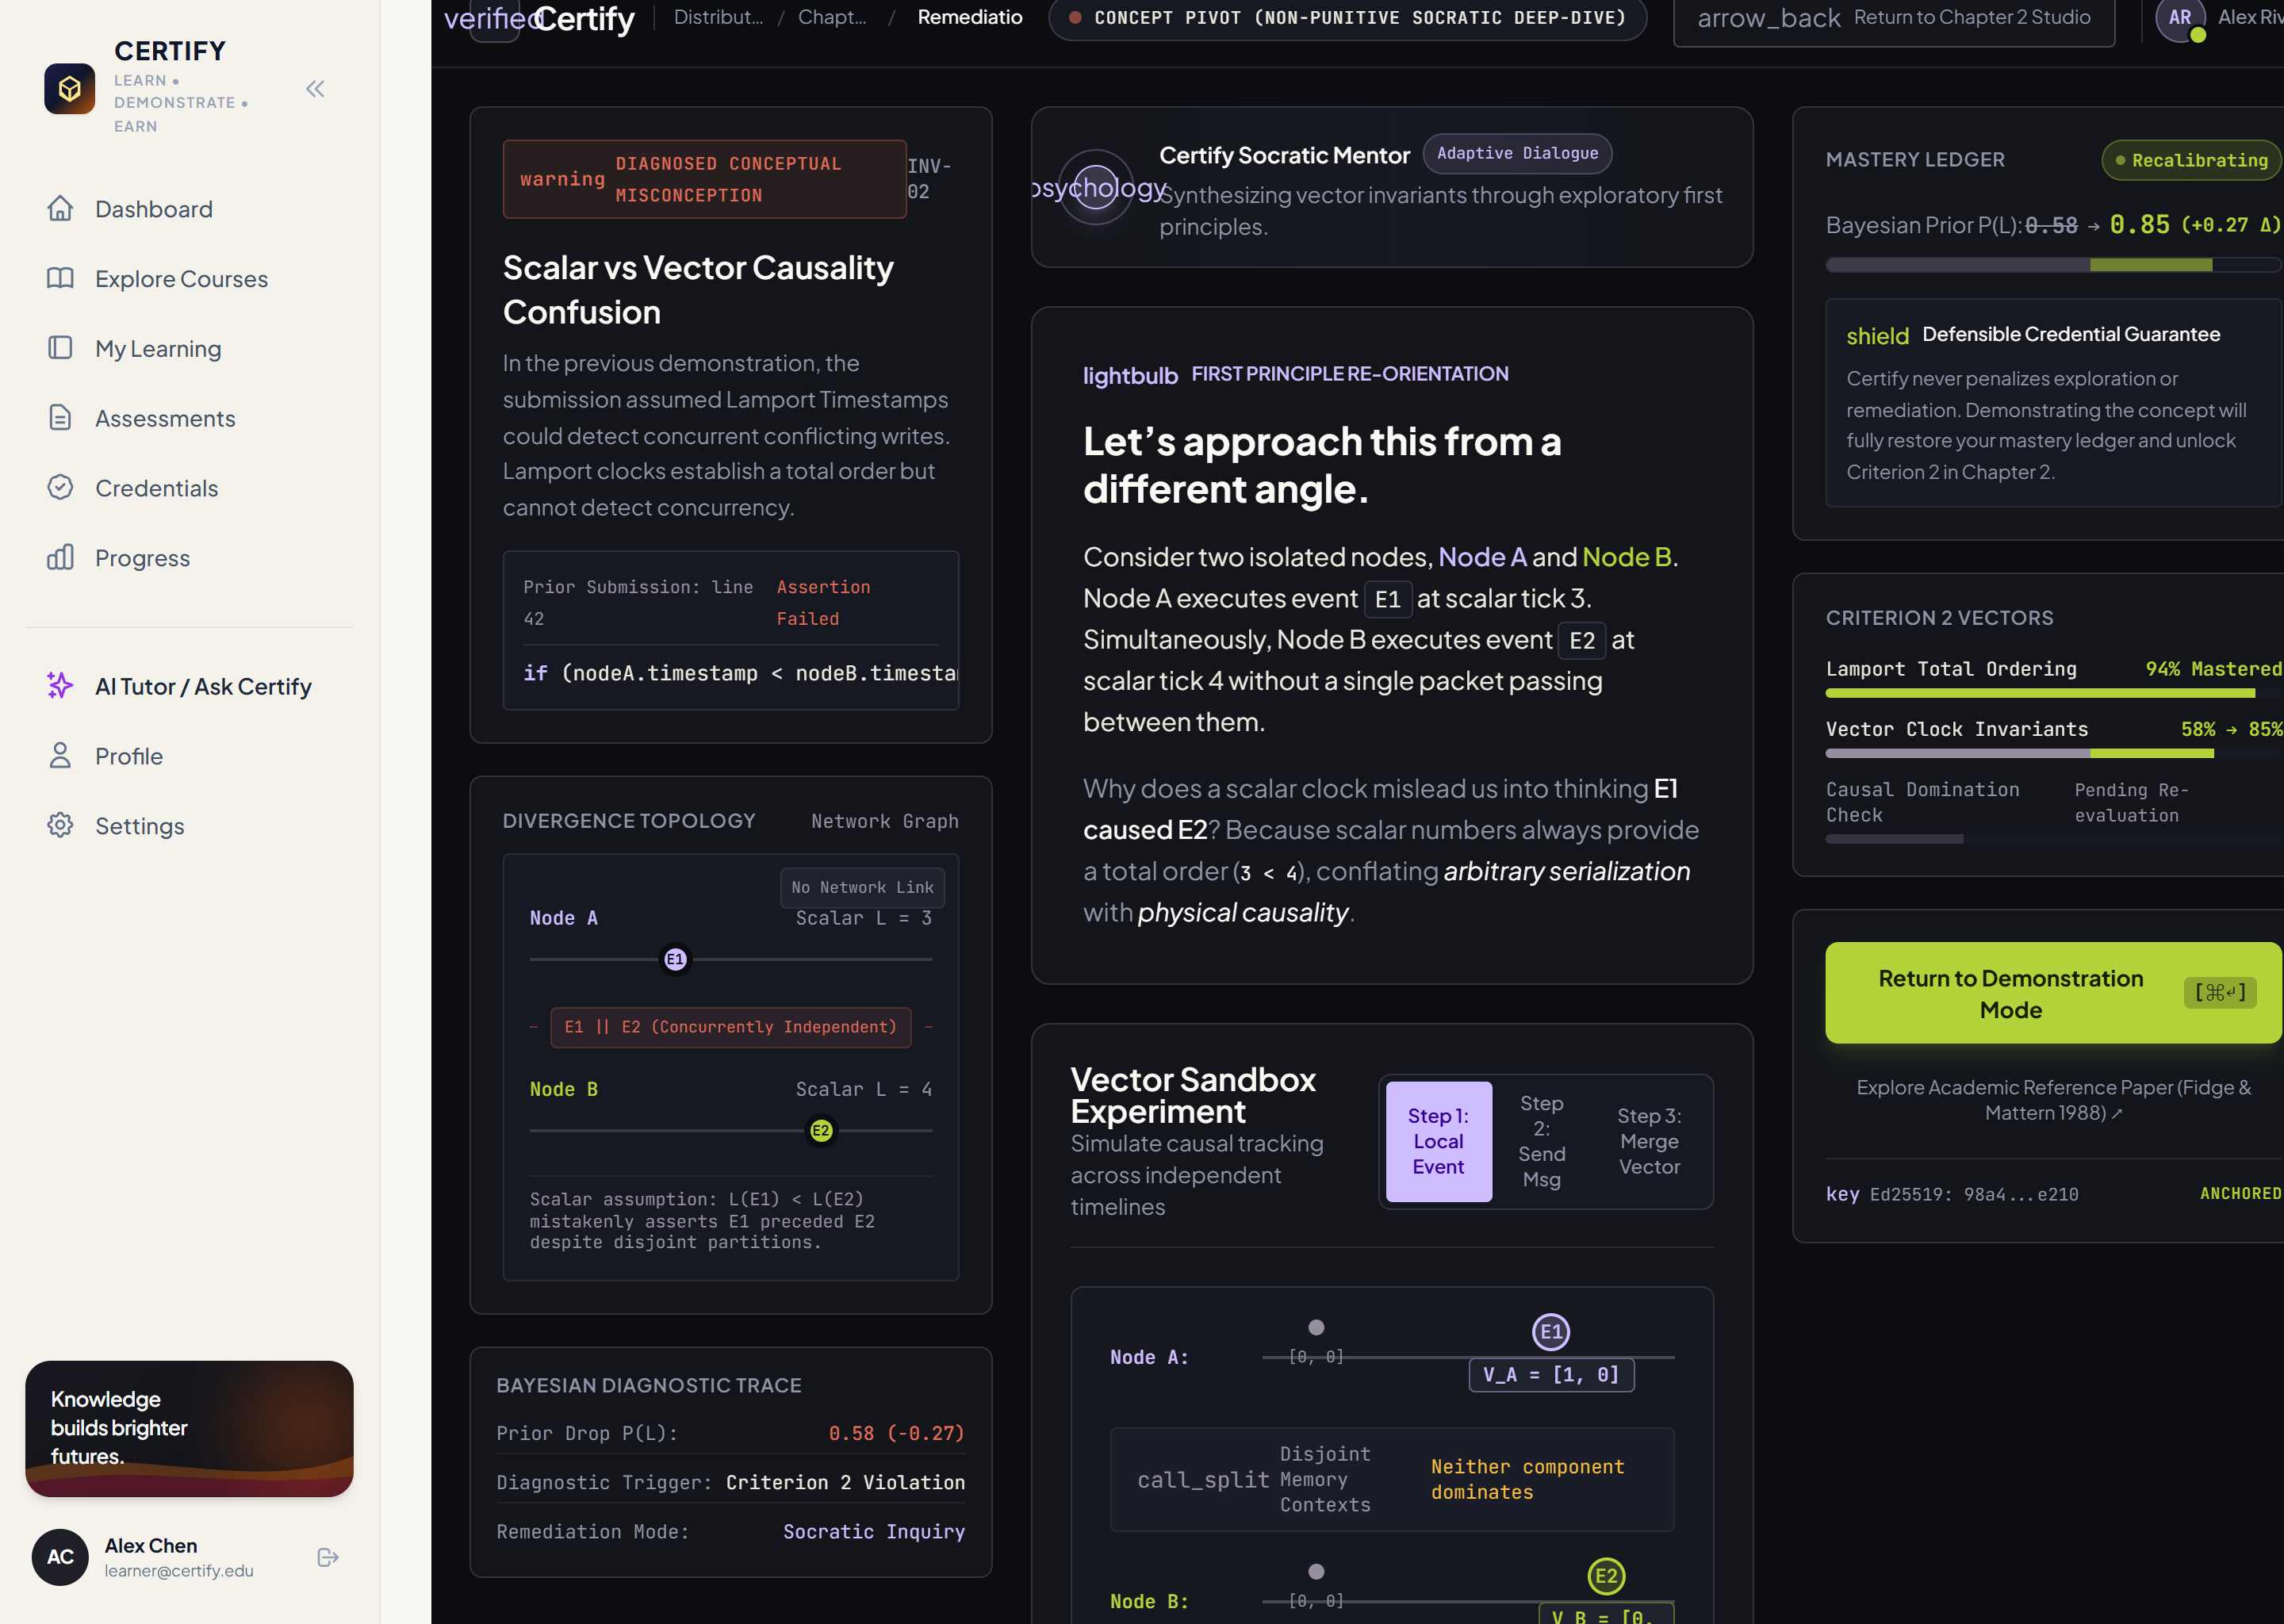 CERTIFY
LEARN •
DEMONSTRATE •
EARN
Dashboard
Explore Courses
My Learning
Assessments
Credentials
Progress
AI Tutor / Ask Certify
Profile
Settings
Knowledge
builds brighter
futures.
AC
Alex Chen
learner@certify.edu
verified
Certify
Distribut... / Chapt... / Remediatio
CONCEPT PIVOT (NON-PUNITIVE SOCRATIC DEEP-DIVE)
arrow_back Return to Chapter 2 Studio
AR
Alex Riv
warning
DIAGNOSED CONCEPTUAL
MISCONCEPTION
INV-
02
Scalar vs Vector Causality
Confusion
In the previous demonstration, the
submission assumed Lamport Timestamps
could detect concurrent conflicting writes.
Lamport clocks establish a total order but
cannot detect concurrency.
Prior Submission: line
42
Assertion
Failed
if (nodeA.timestamp < nodeB.timesta
DIVERGENCE TOPOLOGY
Network Graph
No Network Link
Node A
Scalar L = 3
E1
E1 || E2 (Concurrently Independent)
Node B
Scalar L = 4
E2
Scalar assumption: L(E1) < L(E2)
mistakenly asserts E1 preceded E2
despite disjoint partitions.
BAYESIAN DIAGNOSTIC TRACE
Prior Drop P(L): 0.58 (-0.27)
Diagnostic Trigger: Criterion 2 Violation
Remediation Mode: Socratic Inquiry
psychology
Certify Socratic Mentor
Adaptive Dialogue
Synthesizing vector invariants through exploratory first
principles.
lightbulb FIRST PRINCIPLE RE-ORIENTATION
Let’s approach this from a
different angle.
Consider two isolated nodes, Node A and Node B.
Node A executes event E1 at scalar tick 3.
Simultaneously, Node B executes event E2 at
scalar tick 4 without a single packet passing
between them.
Why does a scalar clock mislead us into thinking E1
caused E2? Because scalar numbers always provide
a total order (3 < 4), conflating arbitrary serialization
with physical causality.
Vector Sandbox
Experiment
Simulate causal tracking
across independent
timelines
Step 1:
Local
Event
Step
2:
Send
Msg
Step 3:
Merge
Vector
Node A:
[0, 0]
E1
V_A = [1, 0]
call_split
Disjoint
Memory
Contexts
Neither component
dominates
Node B:
[0, 0]
E2
V_B = [0,
MASTERY LEDGER
Recalibrating
Bayesian Prior P(L): 0.58 → 0.85 (+0.27 Δ)
shield Defensible Credential Guarantee
Certify never penalizes exploration or
remediation. Demonstrating the concept will
fully restore your mastery ledger and unlock
Criterion 2 in Chapter 2.
CRITERION 2 VECTORS
Lamport Total Ordering 94% Mastered
Vector Clock Invariants 58% → 85%
Causal Domination
Check
Pending Re-
evaluation
Return to Demonstration
Mode
[⌘↵]
Explore Academic Reference Paper (Fidge &
Mattern 1988) ↗
key Ed25519: 98a4...e210 ANCHORED